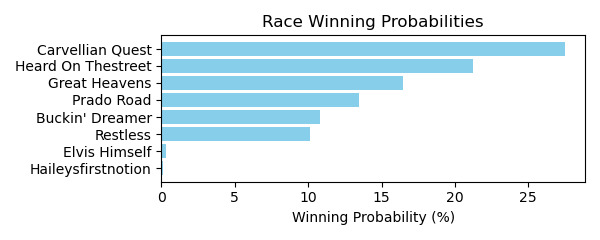 Race Winning Probabilities
Carvellian Quest
Heard On Thestreet
Great Heavens
Prado Road
Buckin' Dreamer
Restless
Elvis Himself
Haileysfirstnotion
0 5 10 15 20 25
Winning Probability (%)